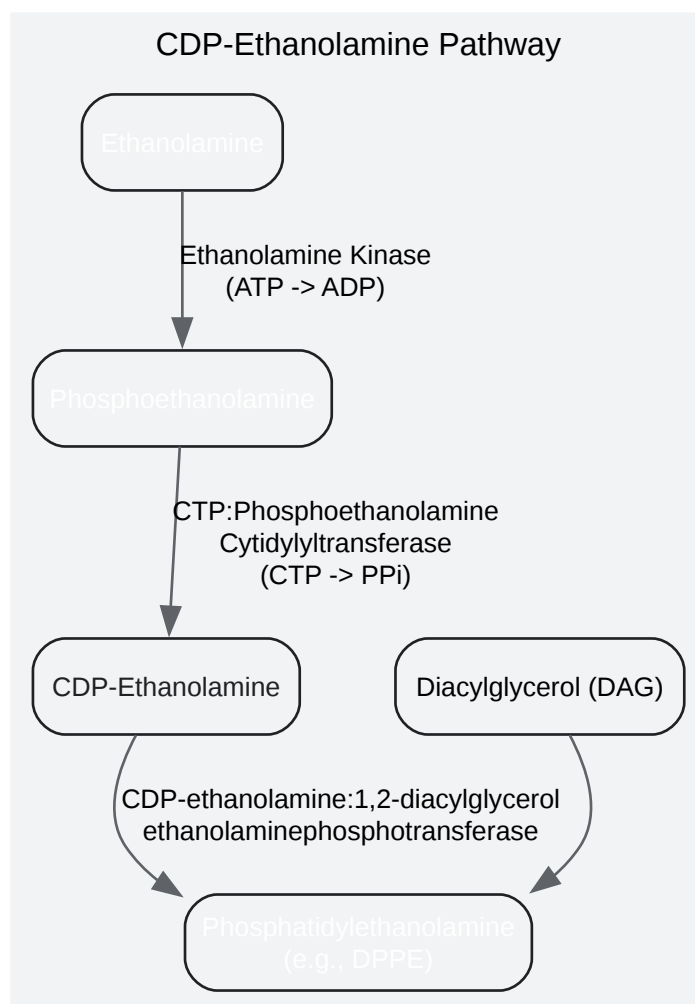 CDP-Ethanolamine Pathway
Ethanolamine
Ethanolamine Kinase
(ATP -> ADP)
Phosphoethanolamine
CTP:Phosphoethanolamine
Cytidylyltransferase
(CTP -> PPi)
CDP-Ethanolamine
Diacylglycerol (DAG)
CDP-ethanolamine:1,2-diacylglycerol
ethanolaminephosphotransferase
Phosphatidylethanolamine
(e.g., DPPE)